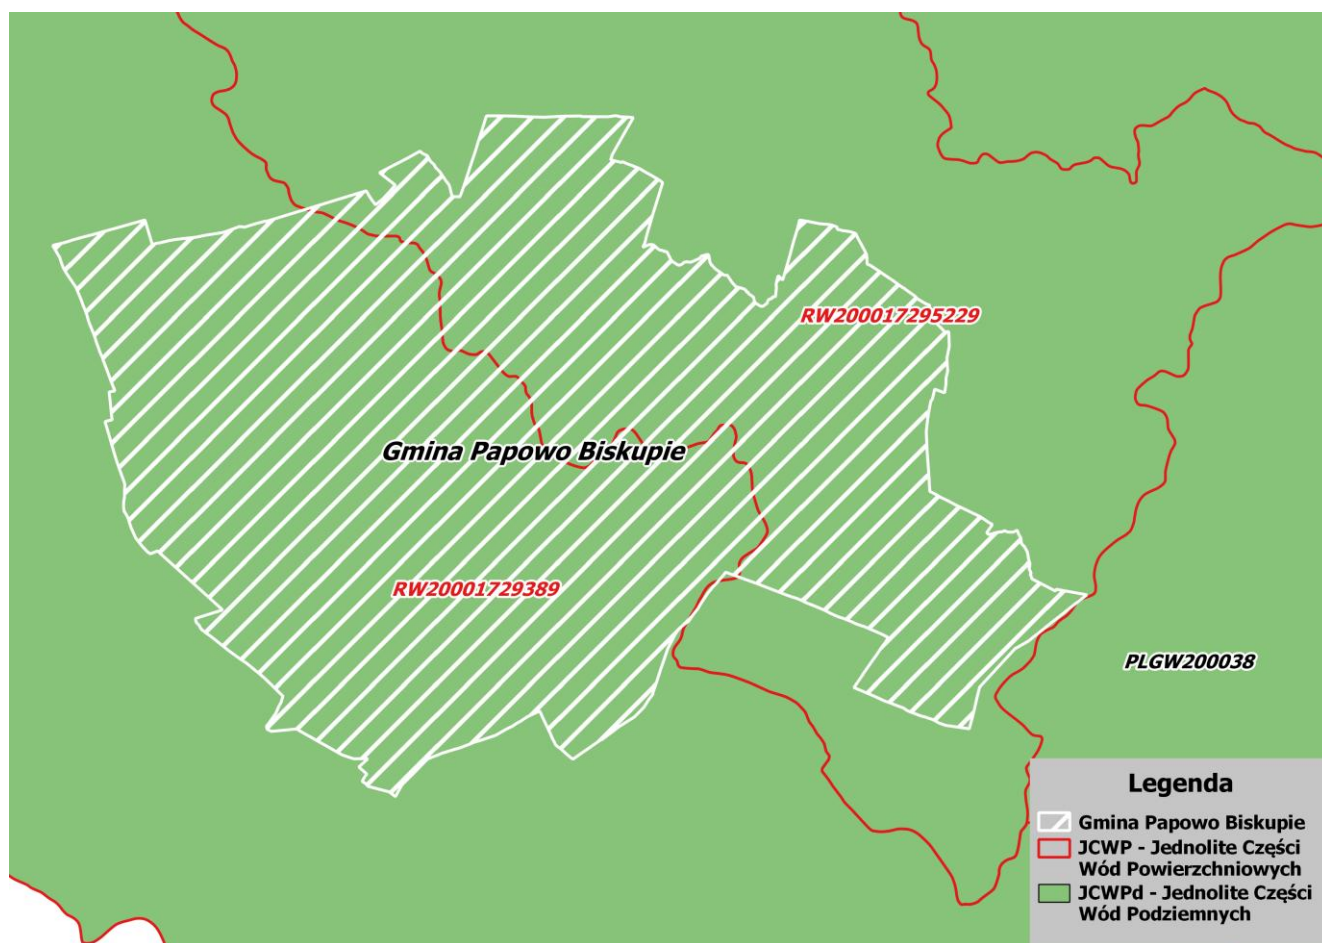 RW200017295229
Gmina Papowo Biskupie
RW20001729389
PLGW200038
Legenda
Gmina Papowo Biskupie
JCWP - Jednolite Części
Wód Powierzchniowych
JCWPd - Jednolite Części
Wód Podziemnych